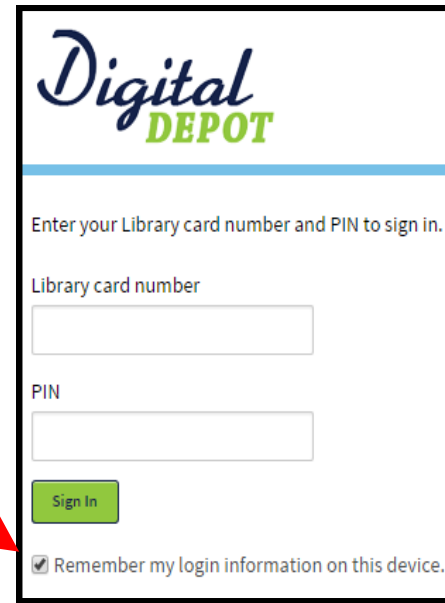 Digital
DEPOT
Enter your Library card number and PIN to sign in.
Library card number
PIN
Sign In
Remember my login information on this device.